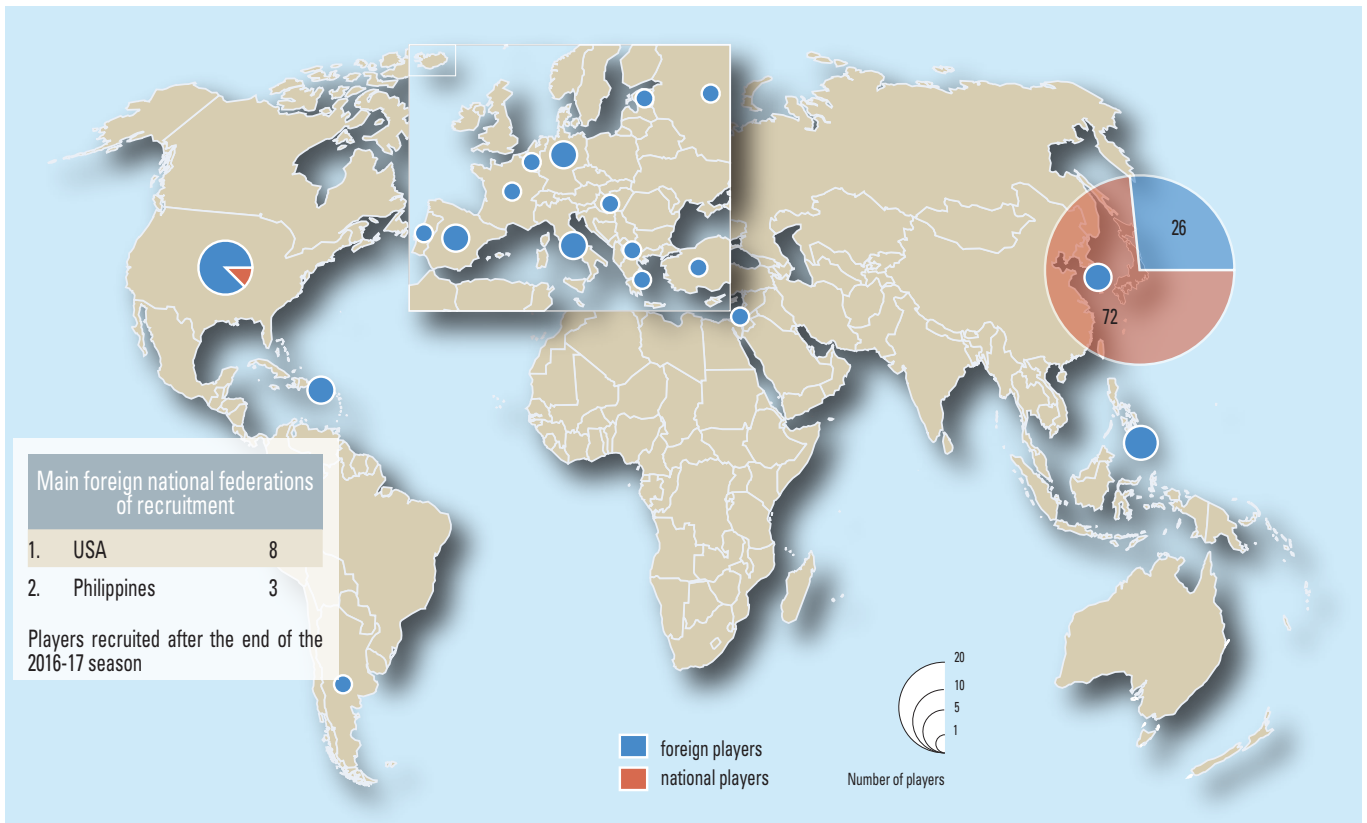 26
72
Main foreign national federations
of recruitment
1. USA 8
2. Philippines 3
Players recruited after the end of the
2016-17 season
foreign players
national players
20
10
5
1
Number of players